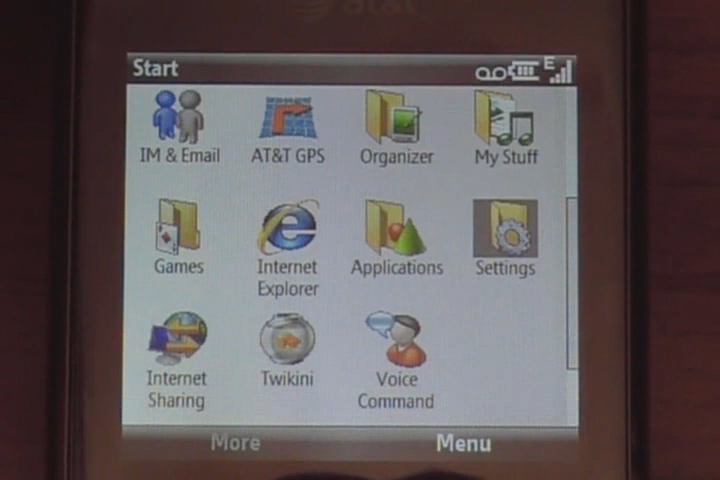 at&t
Start
E
IM & Email
AT&T GPS
Organizer
My Stuff
Games
Internet
Explorer
Applications
Settings
Internet
Sharing
Twikini
Voice
Command
More
Menu